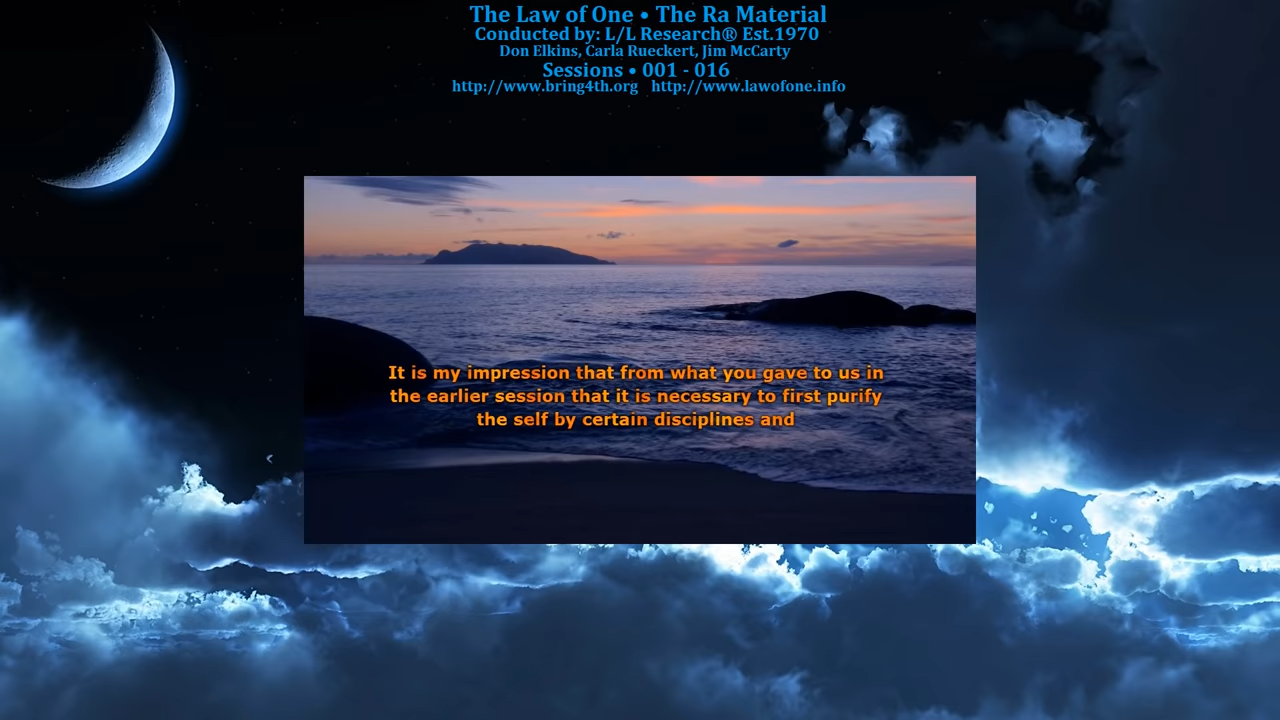 The Law of One • The Ra Material
Conducted by: L/L Research® Est.1970
Don Elkins, Carla Rueckert, Jim McCarty
Sessions • 001 - 016
http://www.bring4th.org http://www.lawofone.info
It is my impression that from what you gave to us in
the earlier session that it is necessary to first purify
the self by certain disciplines and